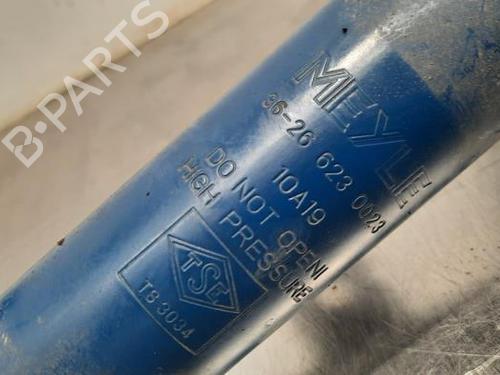 B-PARTS
MEYLE
36-26 623 0023
10A19
DO NOT OPEN!
HIGH PRESSURE
TSE
TS 3034